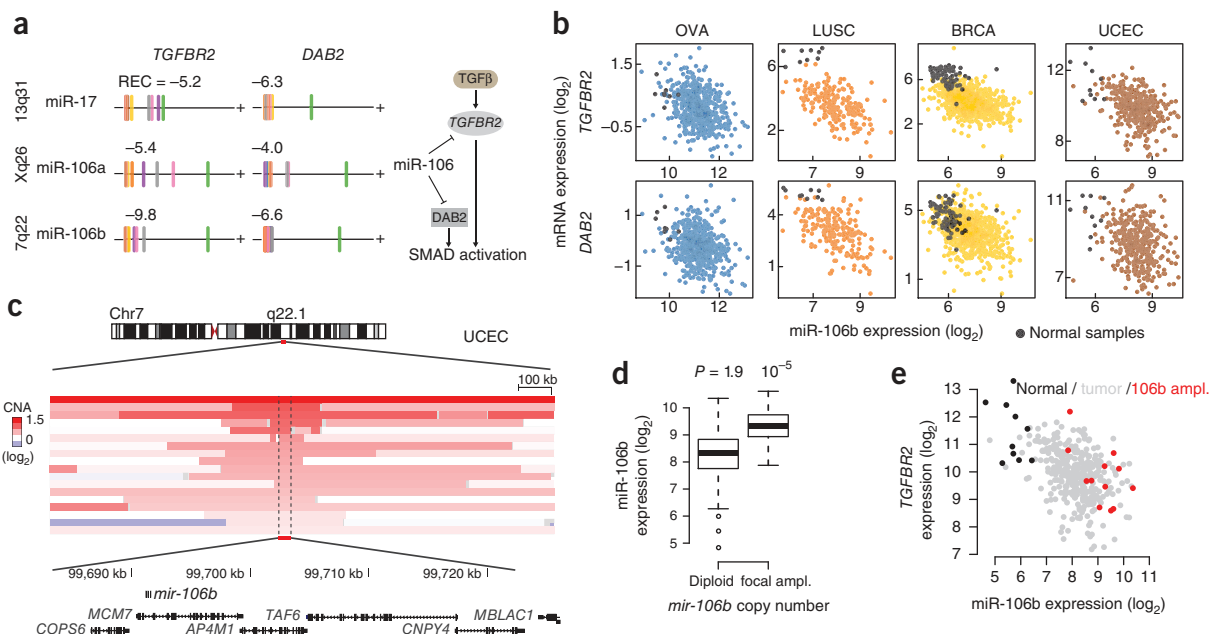 a
TGFBR2 DAB2
REC = −5.2 −6.3
13q31 miR-17 + +
−5.4 −4.0
Xq26 miR-106a + +
−9.8 −6.6
7q22 miR-106b + +
TGFβ
TGFBR2
miR-106
DAB2
SMAD activation
b
OVA LUSC BRCA UCEC
mRNA expression (log2)
TGFBR2
1.5 −0.5
6 2
6 2
12 8
10 12
7 9
6 9
6 9
DAB2
1 −1
4 1
5 1
11 7
10 12
7 9
6 9
6 9
miR-106b expression (log2) Normal samples
c
Chr7 q22.1
UCEC
100 kb
CNA
1.5
0
(log2)
99,690 kb 99,700 kb 99,710 kb 99,720 kb
mir-106b
MCM7 TAF6 MBLAC1
COPS6 AP4M1 CNPY4
d
P = 1.9 10−5
miR-106b
expression (log2)
10
9
8
7
6
5
Diploid focal ampl.
mir-106b copy number
e
Normal / tumor /106b ampl.
TGFBR2
expression (log2)
13
12
11
10
9
8
7
5 6 7 8 9 10 11
miR-106b expression (log2)